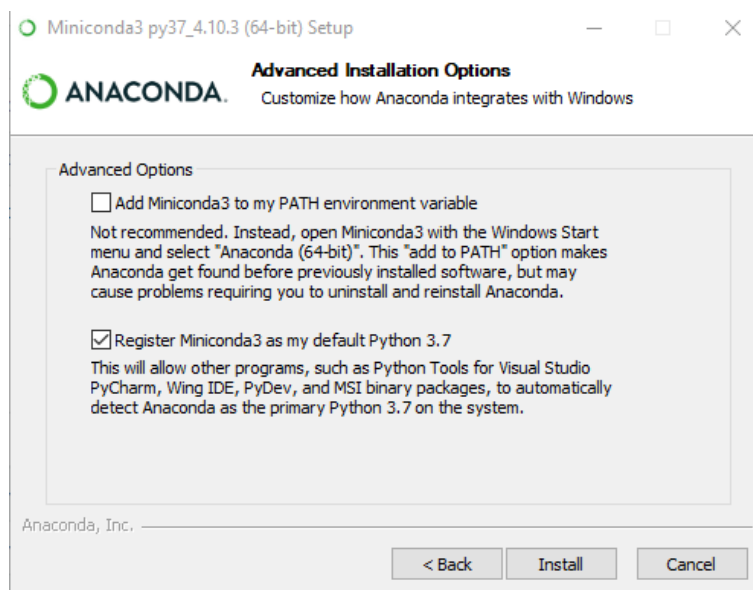 Miniconda3 py37_4.10.3 (64-bit) Setup
ANACONDA.
Advanced Installation Options
Customize how Anaconda integrates with Windows
Advanced Options
Add Miniconda3 to my PATH environment variable
Not recommended. Instead, open Miniconda3 with the Windows Start
menu and select "Anaconda (64-bit)". This "add to PATH" option makes
Anaconda get found before previously installed software, but may
cause problems requiring you to uninstall and reinstall Anaconda.
Register Miniconda3 as my default Python 3.7
This will allow other programs, such as Python Tools for Visual Studio
PyCharm, Wing IDE, PyDev, and MSI binary packages, to automatically
detect Anaconda as the primary Python 3.7 on the system.
Anaconda, Inc.
< Back
Install
Cancel